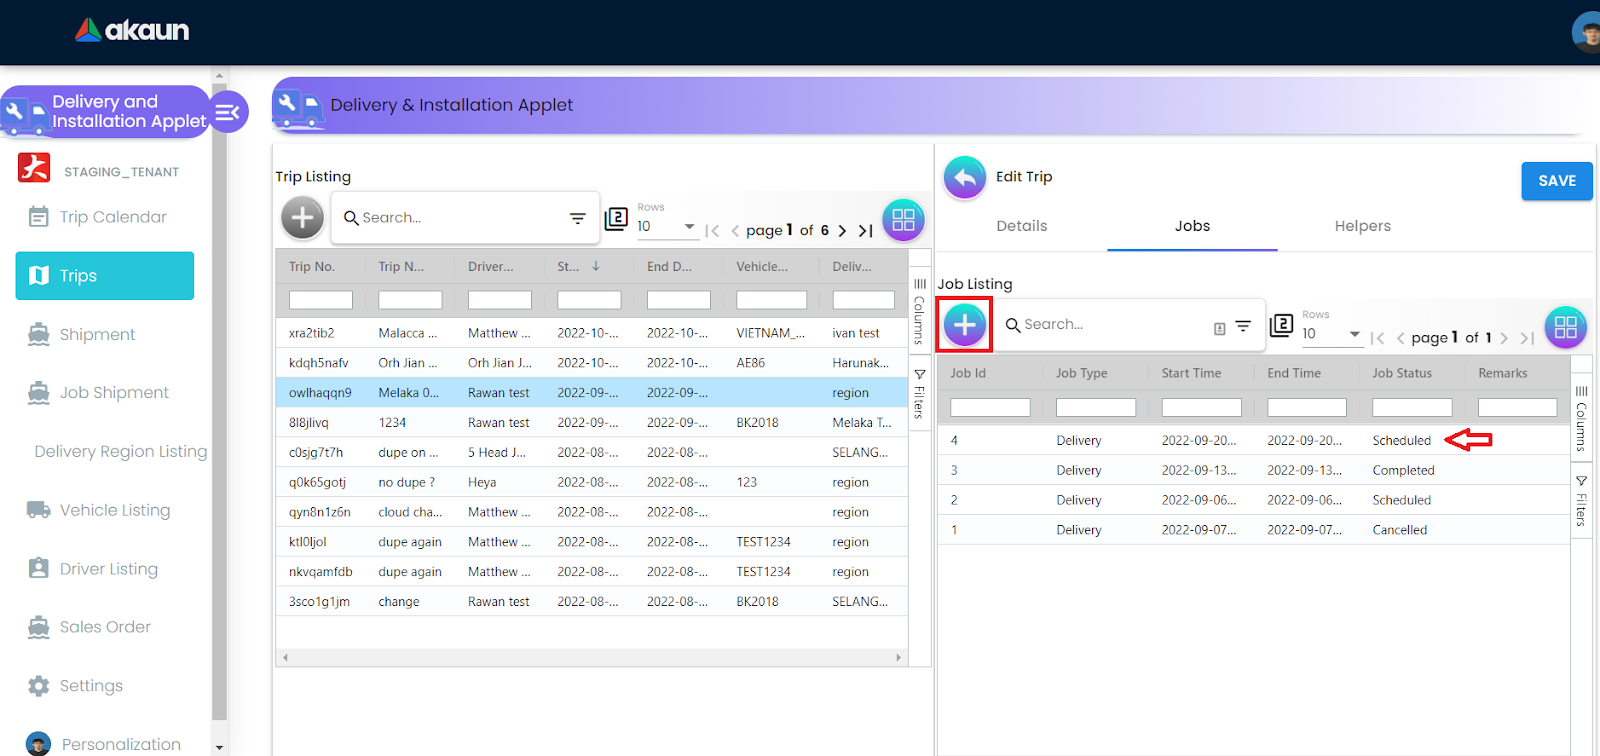 akaun
Delivery and
Installation Applet
STAGING_TENANT
Trip Calendar
Trips
Shipment
Job Shipment
Delivery Region Listing
Vehicle Listing
Driver Listing
Sales Order
Settings
Personalization
Delivery & Installation Applet
Trip Listing
Search...
2
Rows
10
page 1 of 6
Trip No. Trip N... Driver... St... End D... Vehicle... Deliv...
xra2tib2 Malacca ... Matthew ... 2022-10-... 2022-10-... VIETNAM_... ivan test
kdqh5nafv Orh Jian ... Orh Jian J... 2022-09-... 2022-09-... AE86 Harunak...
owlhaqqn9 Melaka 0... Rawan test 2022-09-... 2022-09-... region
8l8jlivq 1234 Rawan test 2022-09-... 2022-09-... BK2018 Melaka T...
c0sjg7t7h dupe on ... 5 Head J... 2022-08-... 2022-08-... SELANG...
q0k65gotj no dupe ? Heya 2022-08-... 2022-08-... 123 region
qyn8n1z6n cloud cha... Matthew ... 2022-08-... 2022-08-... region
ktl0ljol dupe again Matthew ... 2022-08-... 2022-08-... TEST1234 region
nkvqamfdb dupe again Matthew ... 2022-08-... 2022-08-... TEST1234 region
3sco1g1jm change Rawan test 2022-08-... 2022-08-... BK2018 SELANG...
Columns
Filters
Edit Trip
SAVE
Details Jobs Helpers
Job Listing
Search...
2
Rows
10
page 1 of 1
Job Id Job Type Start Time End Time Job Status Remarks
4 Delivery 2022-09-20... 2022-09-20... Scheduled
3 Delivery 2022-09-13... 2022-09-13... Completed
2 Delivery 2022-09-06... 2022-09-06... Scheduled
1 Delivery 2022-09-07... 2022-09-07... Cancelled
Columns
Filters